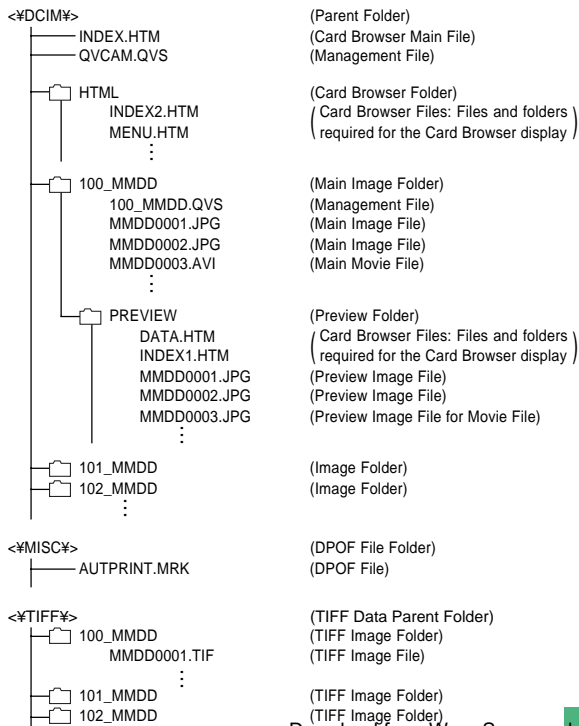 <¥DCIM¥> (Parent Folder)
INDEX.HTM (Card Browser Main File)
QVCAM.QVS (Management File)
HTML (Card Browser Folder)
INDEX2.HTM (Card Browser Files: Files and folders
MENU.HTM required for the Card Browser display)
100_MMDD (Main Image Folder)
100_MMDD.QVS (Management File)
MMDD0001.JPG (Main Image File)
MMDD0002.JPG (Main Image File)
MMDD0003.AVI (Main Movie File)
PREVIEW (Preview Folder)
DATA.HTM (Card Browser Files: Files and folders
INDEX1.HTM required for the Card Browser display)
MMDD0001.JPG (Preview Image File)
MMDD0002.JPG (Preview Image File)
MMDD0003.JPG (Preview Image File for Movie File)
101_MMDD (Image Folder)
102_MMDD (Image Folder)
<¥MISC¥> (DPOF File Folder)
AUTPRINT.MRK (DPOF File)
<¥TIFF¥> (TIFF Data Parent Folder)
100_MMDD (TIFF Image Folder)
MMDD0001.TIF (TIFF Image File)
101_MMDD (TIFF Image Folder)
102_MMDD (TIFF Image Folder)